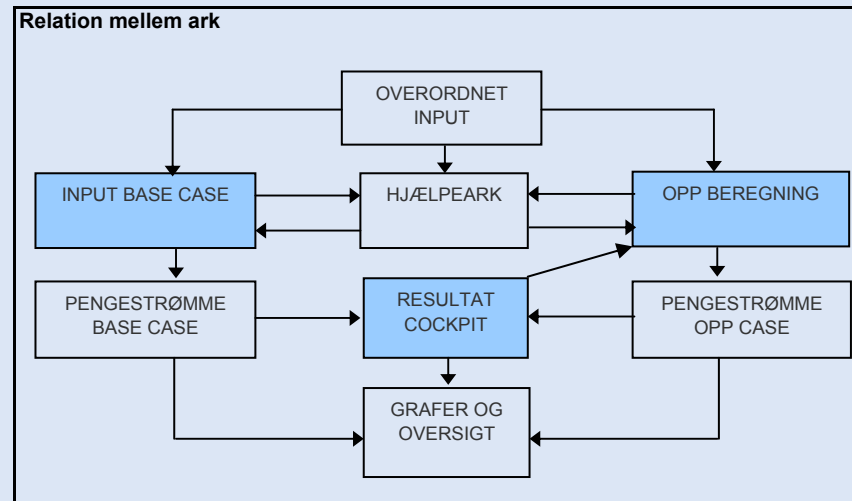 Relation mellem ark
OVERORDNET
INPUT
INPUT BASE CASE
HJÆLPEARK
OPP BEREGNING
PENGESTRØMME
BASE CASE
RESULTAT
COCKPIT
PENGESTRØMME
OPP CASE
GRAFER OG
OVERSIGT